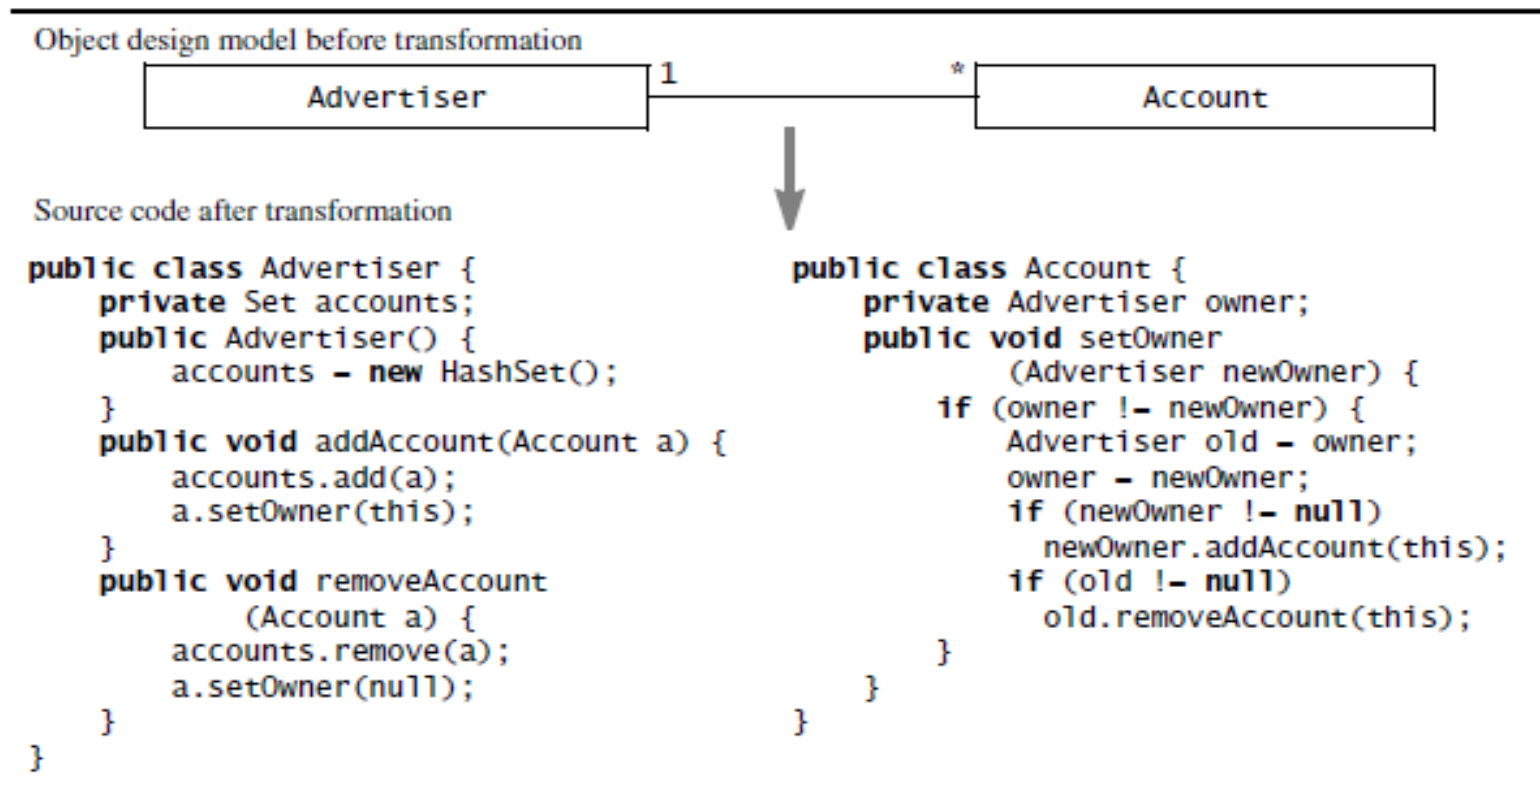 Object design model before transformation
Advertiser 1 * Account
Source code after transformation
public class Advertiser {
private Set accounts;
public Advertiser() {
accounts = new HashSet();
}
public void addAccount(Account a) {
accounts.add(a);
a.setOwner(this);
}
public void removeAccount
(Account a) {
accounts.remove(a);
a.setOwner(null);
}
}
public class Account {
private Advertiser owner;
public void setOwner
(Advertiser newOwner) {
if (owner != newOwner) {
Advertiser old = owner;
owner = newOwner;
if (newOwner != null)
newOwner.addAccount(this);
if (old != null)
old.removeAccount(this);
}
}
}